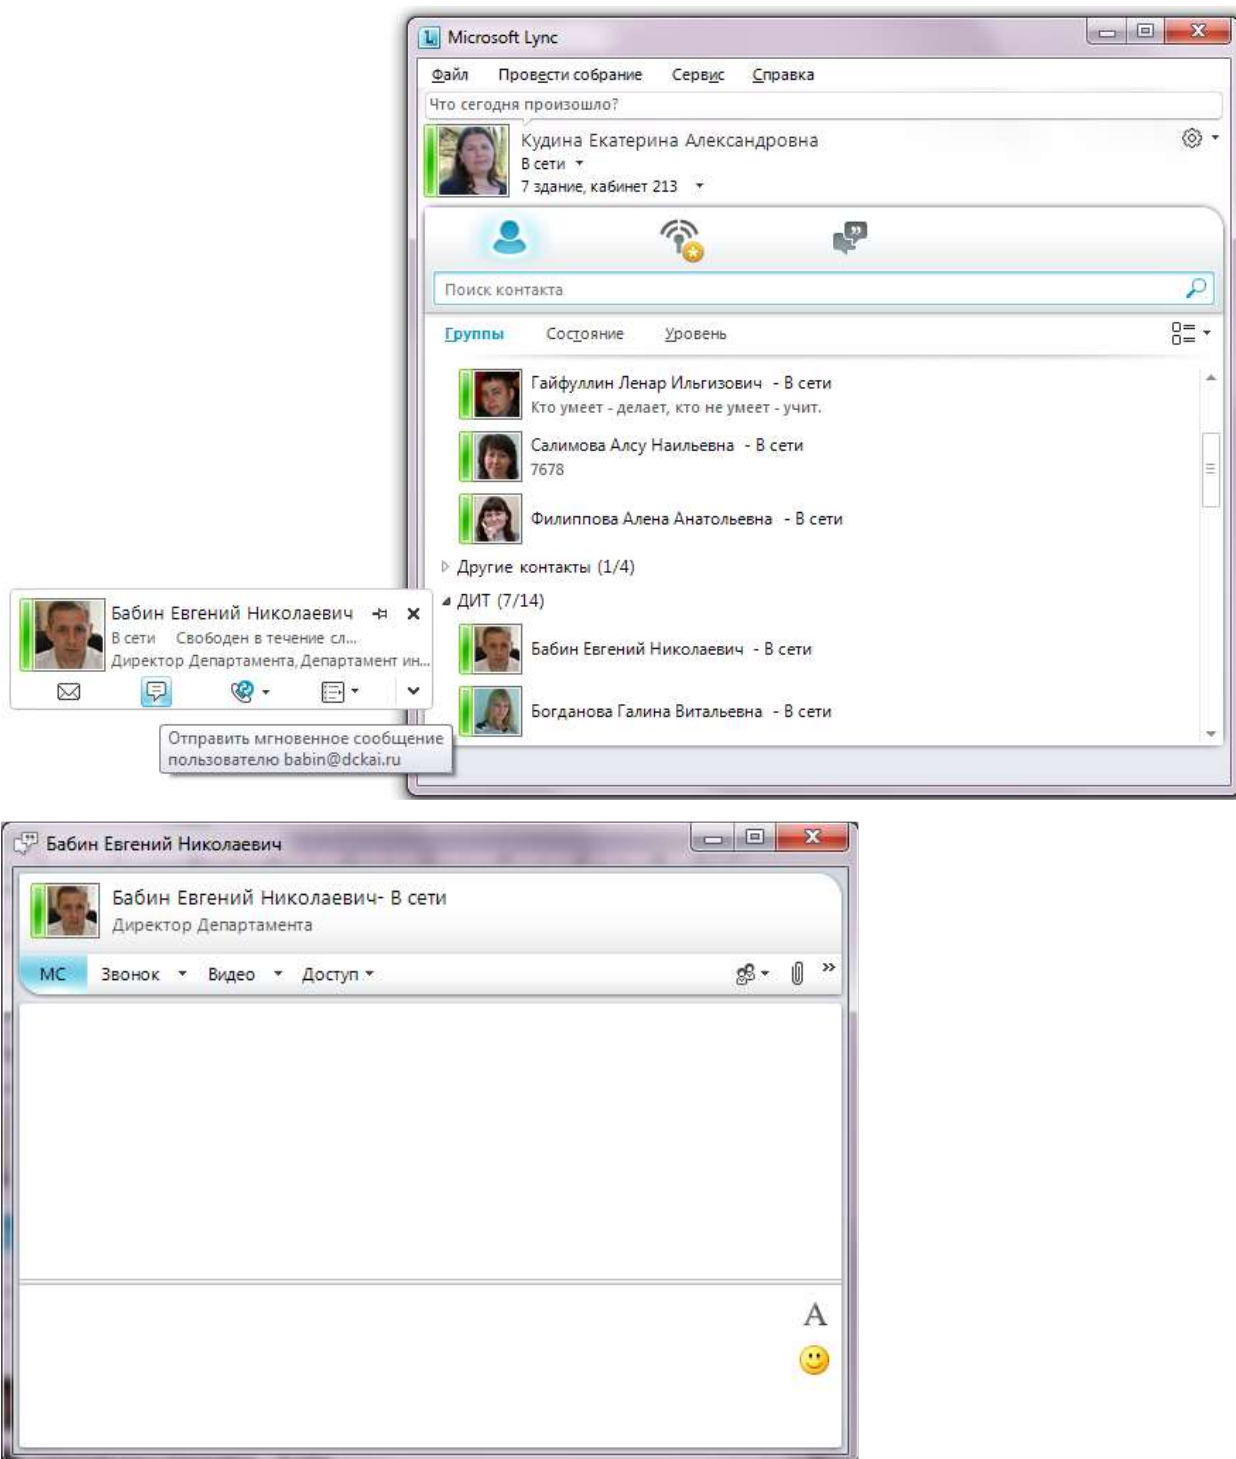 Microsoft Lync
Файл Провести собрание Сервис Справка
Что сегодня произошло?
Кудина Екатерина Александровна
В сети
7 здание, кабинет 213
Поиск контакта
Группы Состояние Уровень
Гайфуллин Ленар Ильгизович - В сети
Кто умеет - делает, кто не умеет - учит.
Салимова Алсу Наильевна - В сети
7678
Филиппова Алена Анатольевна - В сети
Другие контакты (1/4)
ДИТ (7/14)
Бабин Евгений Николаевич - В сети
Богданова Галина Витальевна - В сети
Бабин Евгений Николаевич
В сети Свободен в течение сл...
Директор Департамента, Департамент ин...
Отправить мгновенное сообщение
пользователю babin@dckai.ru
Бабин Евгений Николаевич
Бабин Евгений Николаевич- В сети
Директор Департамента
МС Звонок Видео Доступ
A